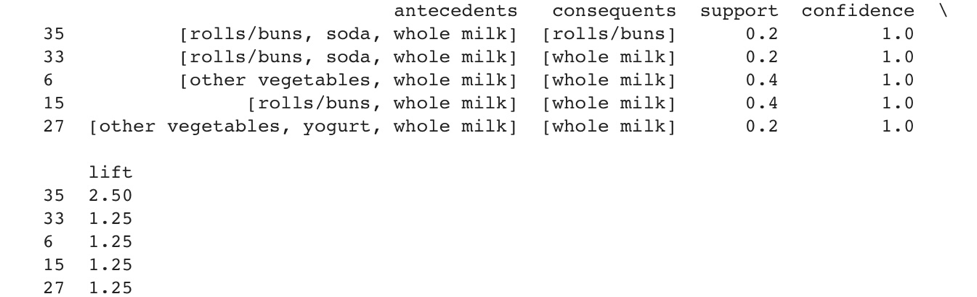 antecedents consequents support confidence \
35 [rolls/buns, soda, whole milk] [rolls/buns] 0.2 1.0
33 [rolls/buns, soda, whole milk] [whole milk] 0.2 1.0
6 [other vegetables, whole milk] [whole milk] 0.4 1.0
15 [rolls/buns, whole milk] [whole milk] 0.4 1.0
27 [other vegetables, yogurt, whole milk] [whole milk] 0.2 1.0
lift
35 2.50
33 1.25
6 1.25
15 1.25
27 1.25